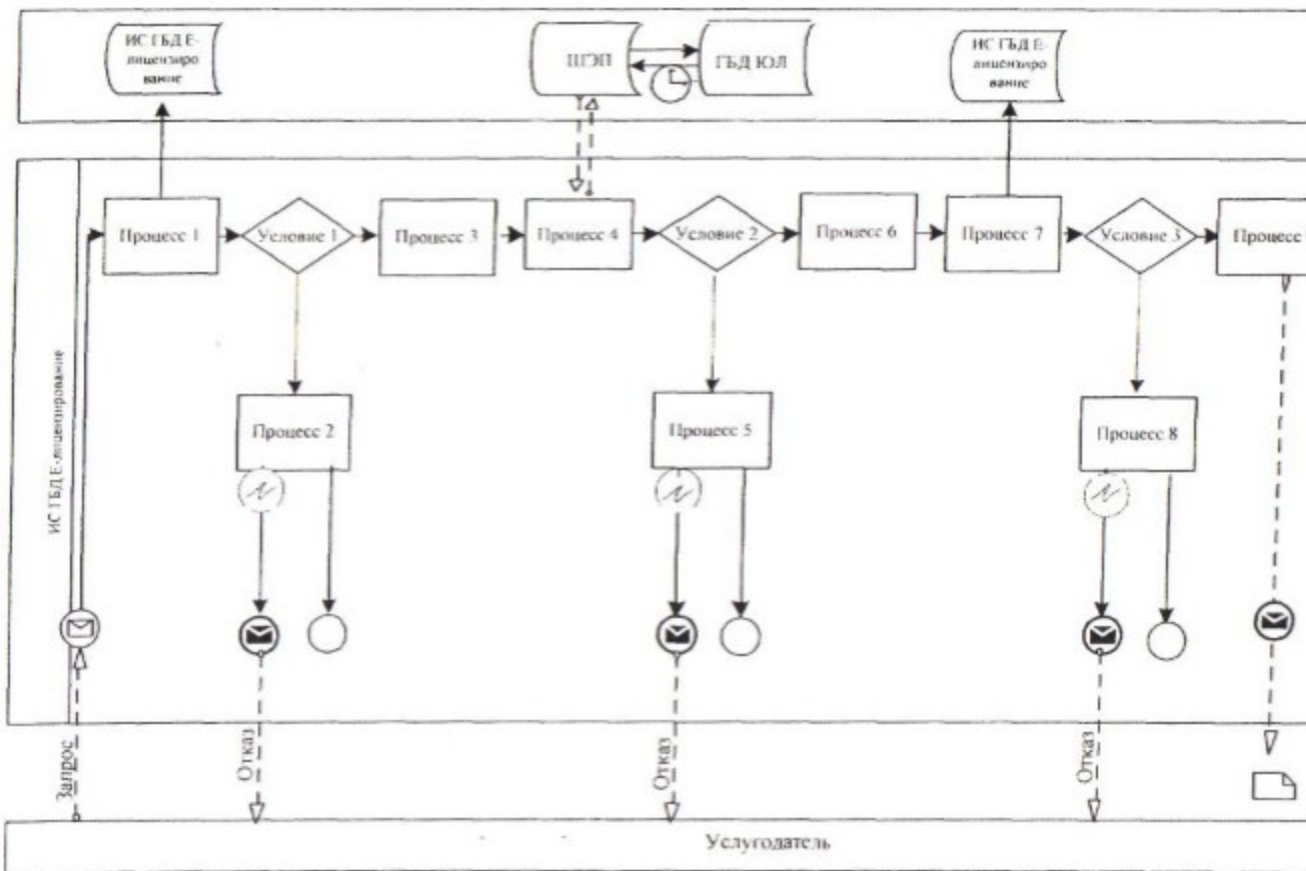 ИС ГБД Е-
лицензиро
вание
ШГЭП
ГБД ЮЛ
ИС ГБД Е-
лицензиро
вание
Процесс 1
Условие 1
Процесс 3
Процесс 4
Условие 2
Процесс 6
Процесс 7
Условие 3
Процесс
ИС ГБД Е-лицензирование
Процесс 2
Процесс 5
Процесс 8
Запрос
Отказ
Отказ
Отказ
Услугодатель